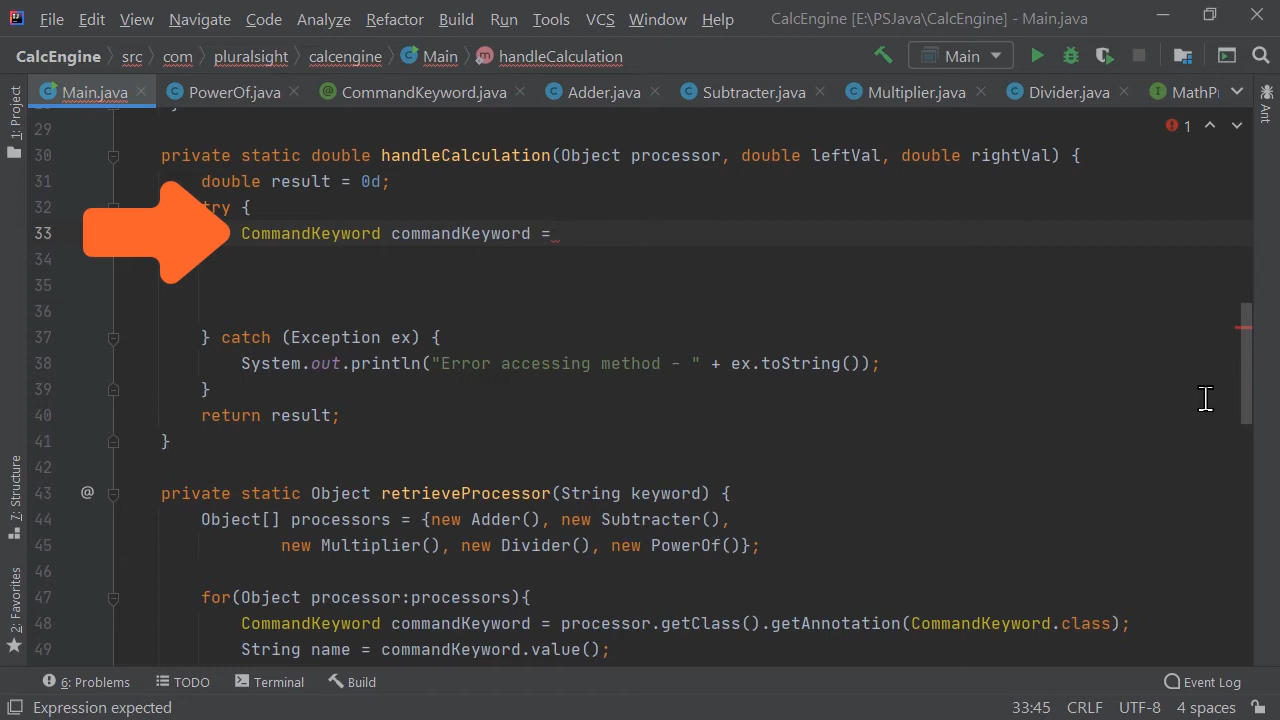 File Edit View Navigate Code Analyze Refactor Build Run Tools VCS Window Help CalcEngine [E:\PSJava\CalcEngine] - Main.java
CalcEngine src com pluralsight calcengine Main handleCalculation Main
Main.java PowerOf.java CommandKeyword.java Adder.java Subtracter.java Multiplier.java Divider.java MathPr
1: Project
Ant
1
29
30 private static double handleCalculation(Object processor, double leftVal, double rightVal) {
31 double result = 0d;
32 try {
33 CommandKeyword commandKeyword =
34
35
36
37 } catch (Exception ex) {
38 System.out.println("Error accessing method - " + ex.toString());
39 }
40 return result;
41 }
42
43 @ private static Object retrieveProcessor(String keyword) {
44 Object[] processors = {new Adder(), new Subtracter(),
45 new Multiplier(), new Divider(), new PowerOf()};
46
47 for(Object processor:processors){
48 CommandKeyword commandKeyword = processor.getClass().getAnnotation(CommandKeyword.class);
49 String name = commandKeyword.value();
7: Structure
2: Favorites
6: Problems TODO Terminal Build Event Log
Expression expected 33:45 CRLF UTF-8 4 spaces